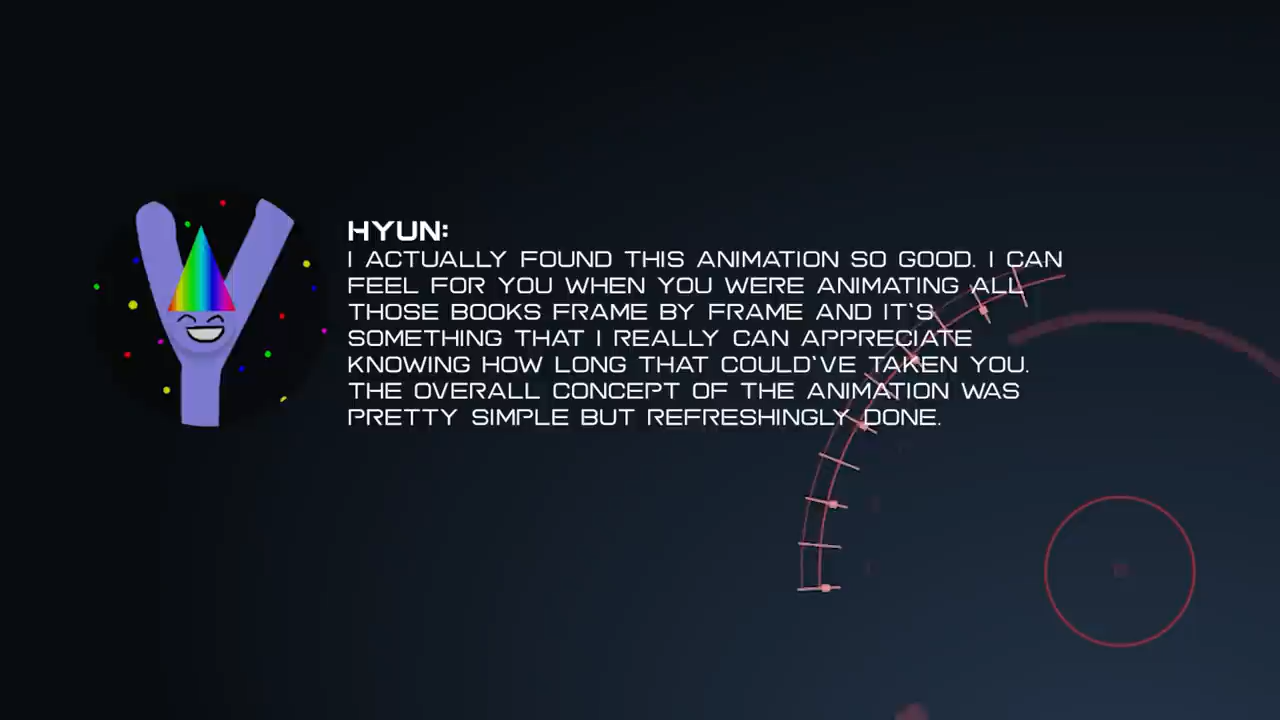 HYUN:
I ACTUALLY FOUND THIS ANIMATION SO GOOD. I CAN
FEEL FOR YOU WHEN YOU WERE ANIMATING ALL
THOSE BOOKS FRAME BY FRAME AND IT'S
SOMETHING THAT I REALLY CAN APPRECIATE
KNOWING HOW LONG THAT COULD'VE TAKEN YOU.
THE OVERALL CONCEPT OF THE ANIMATION WAS
PRETTY SIMPLE BUT REFRESHINGLY DONE.